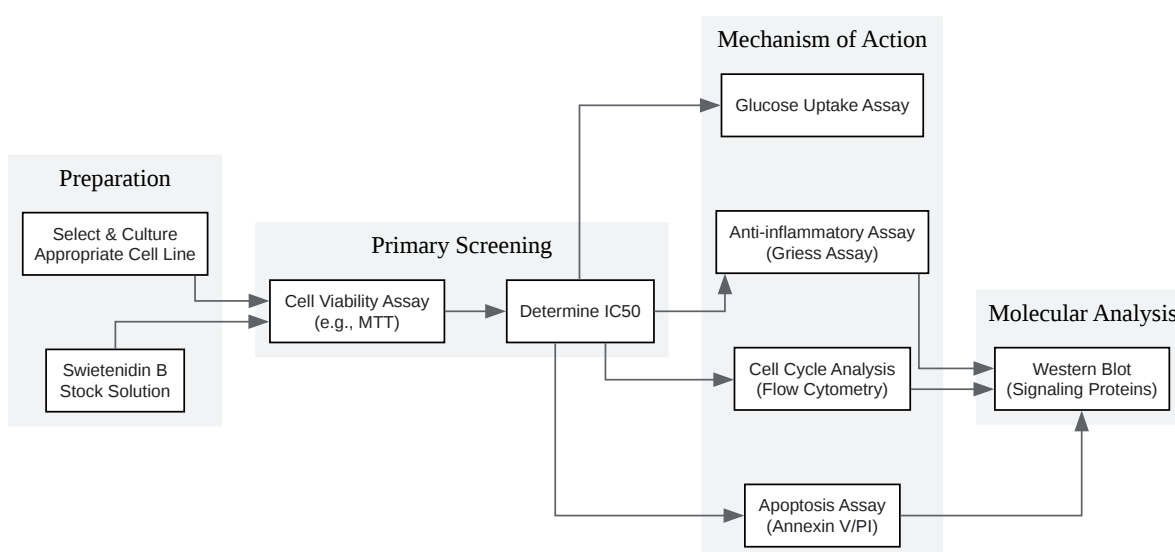 Preparation
Select & Culture
Appropriate Cell Line
Swietenidin B
Stock Solution
Primary Screening
Cell Viability Assay
(e.g., MTT)
Determine IC50
Mechanism of Action
Glucose Uptake Assay
Anti-inflammatory Assay
(Griess Assay)
Cell Cycle Analysis
(Flow Cytometry)
Apoptosis Assay
(Annexin V/PI)
Molecular Analysis
Western Blot
(Signaling Proteins)